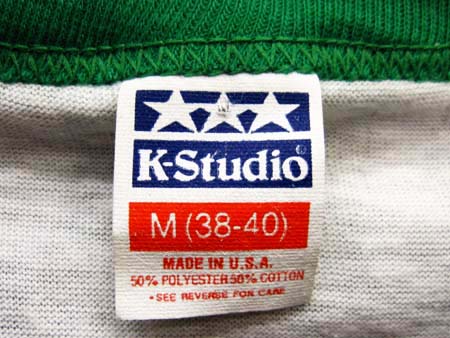 K-Studio®
M (38-40)
MADE IN U.S.A.
50% POLYESTER 50% COTTON
- SEE REVERSE FOR CARE